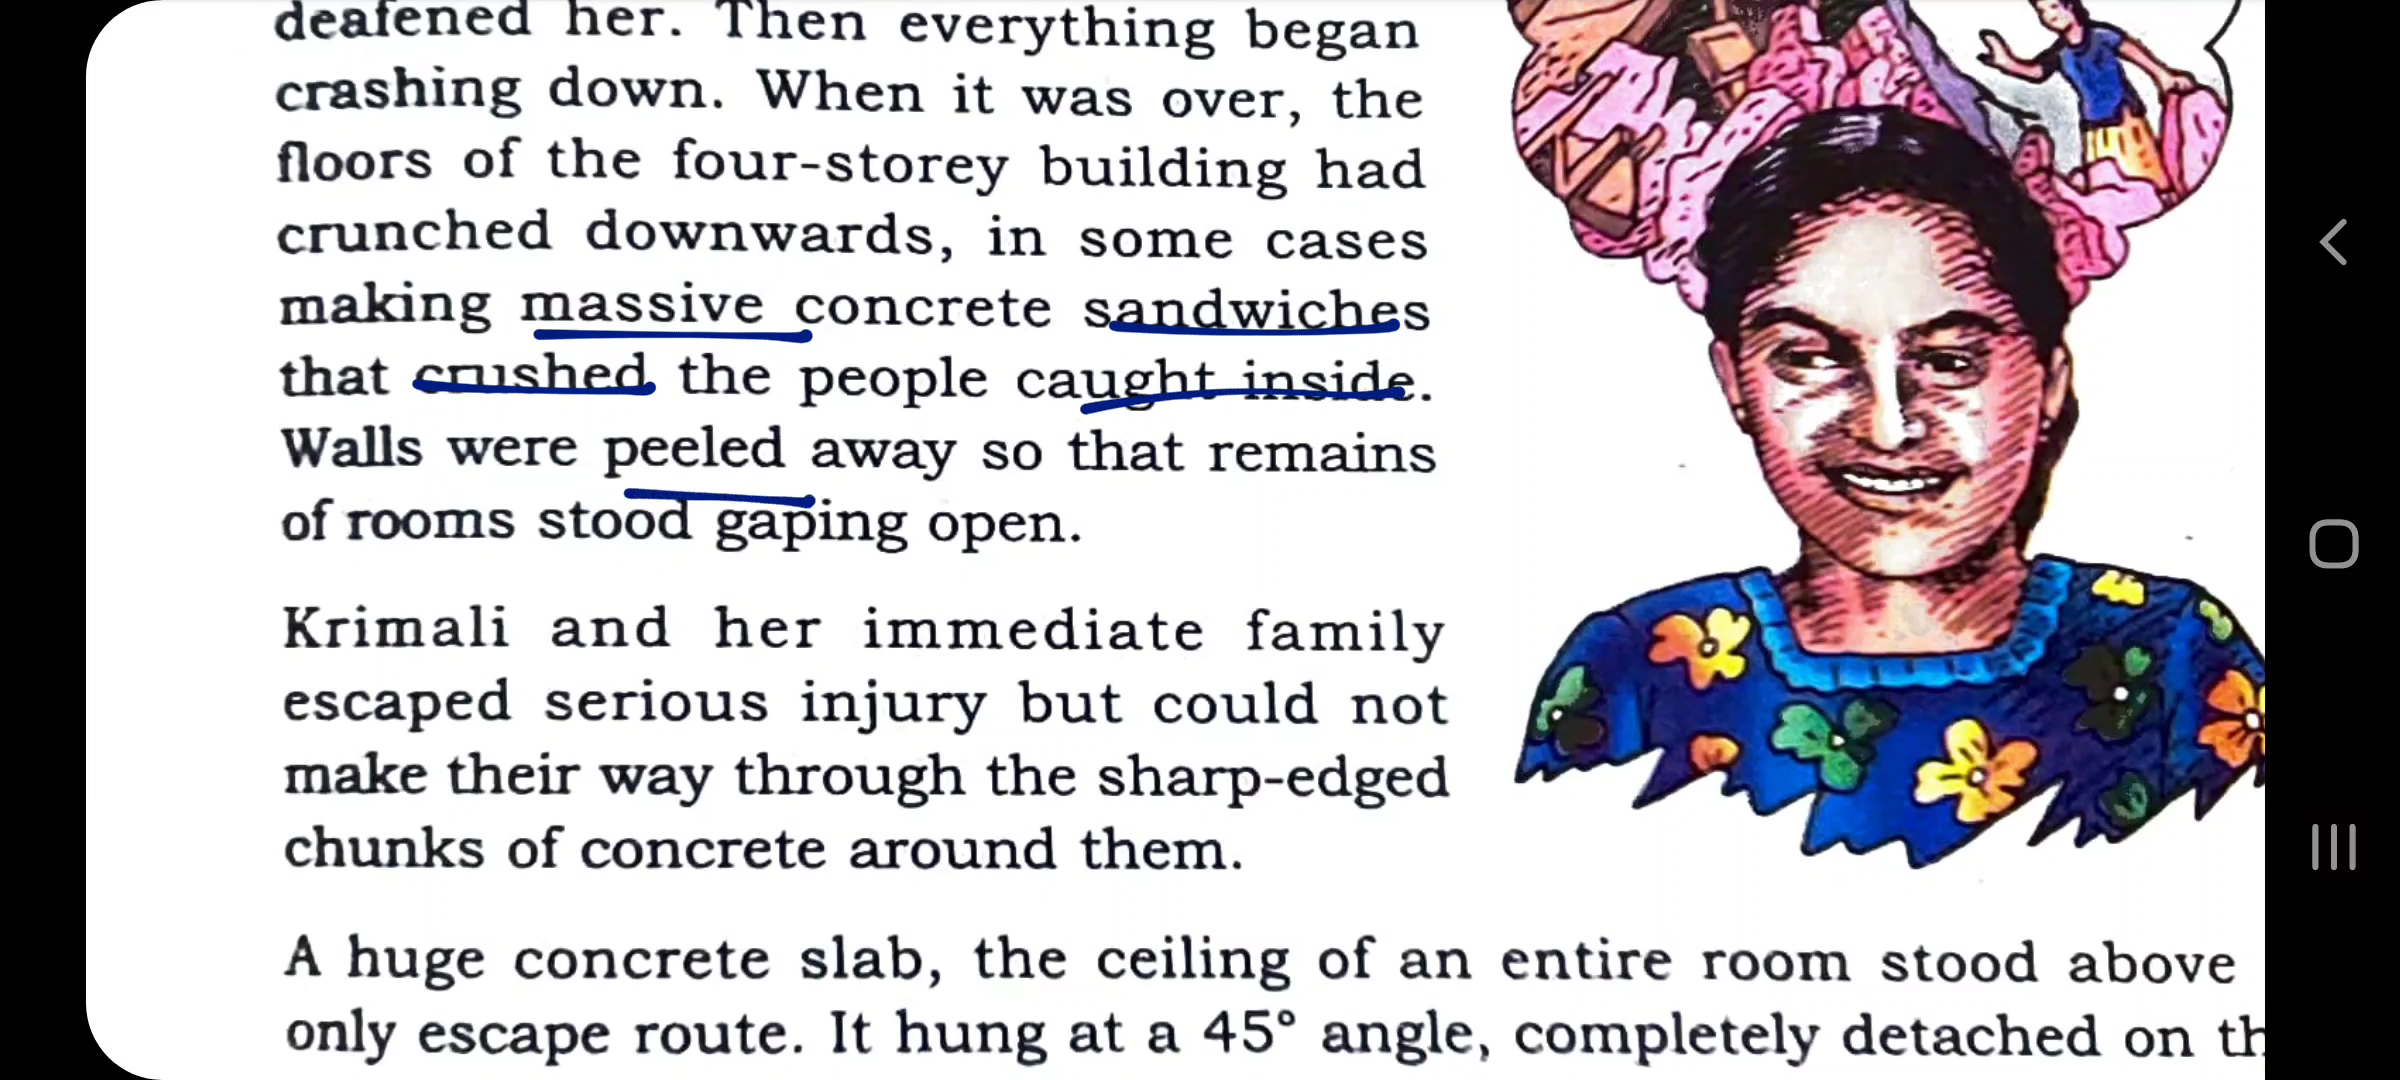 deafened her. Then everything began
crashing down. When it was over, the
floors of the four-storey building had
crunched downwards, in some cases
making massive concrete sandwiches
that crushed the people caught inside.
Walls were peeled away so that remains
of rooms stood gaping open.
Krimali and her immediate family
escaped serious injury but could not
make their way through the sharp-edged
chunks of concrete around them.
A huge concrete slab, the ceiling of an entire room stood above
only escape route. It hung at a 45° angle, completely detached on